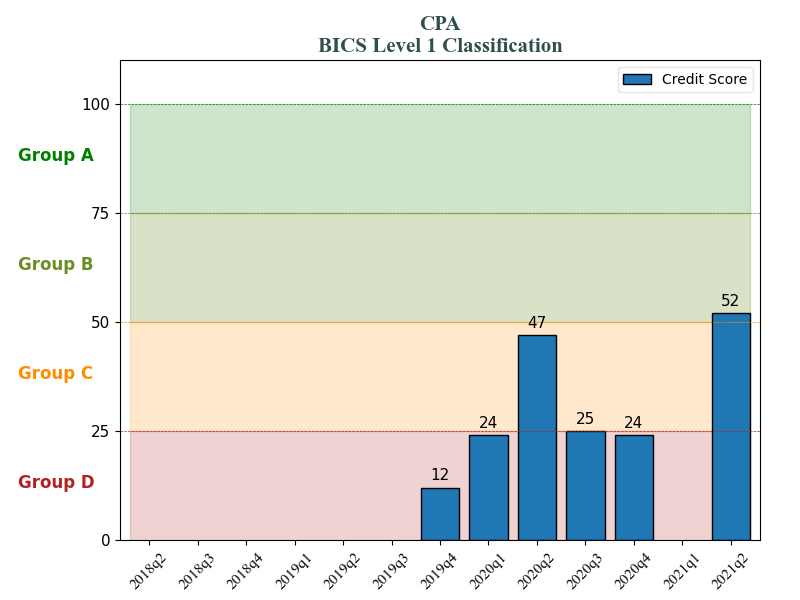 CPA
BICS Level 1 Classification
Credit Score
100
Group A
75
Group B
52
50
47
Group C
25
25
24
24
12
Group D
0
2018q2
2018q3
2018q4
2019q1
2019q2
2019q3
2019q4
2020q1
2020q2
2020q3
2020q4
2021q1
2021q2